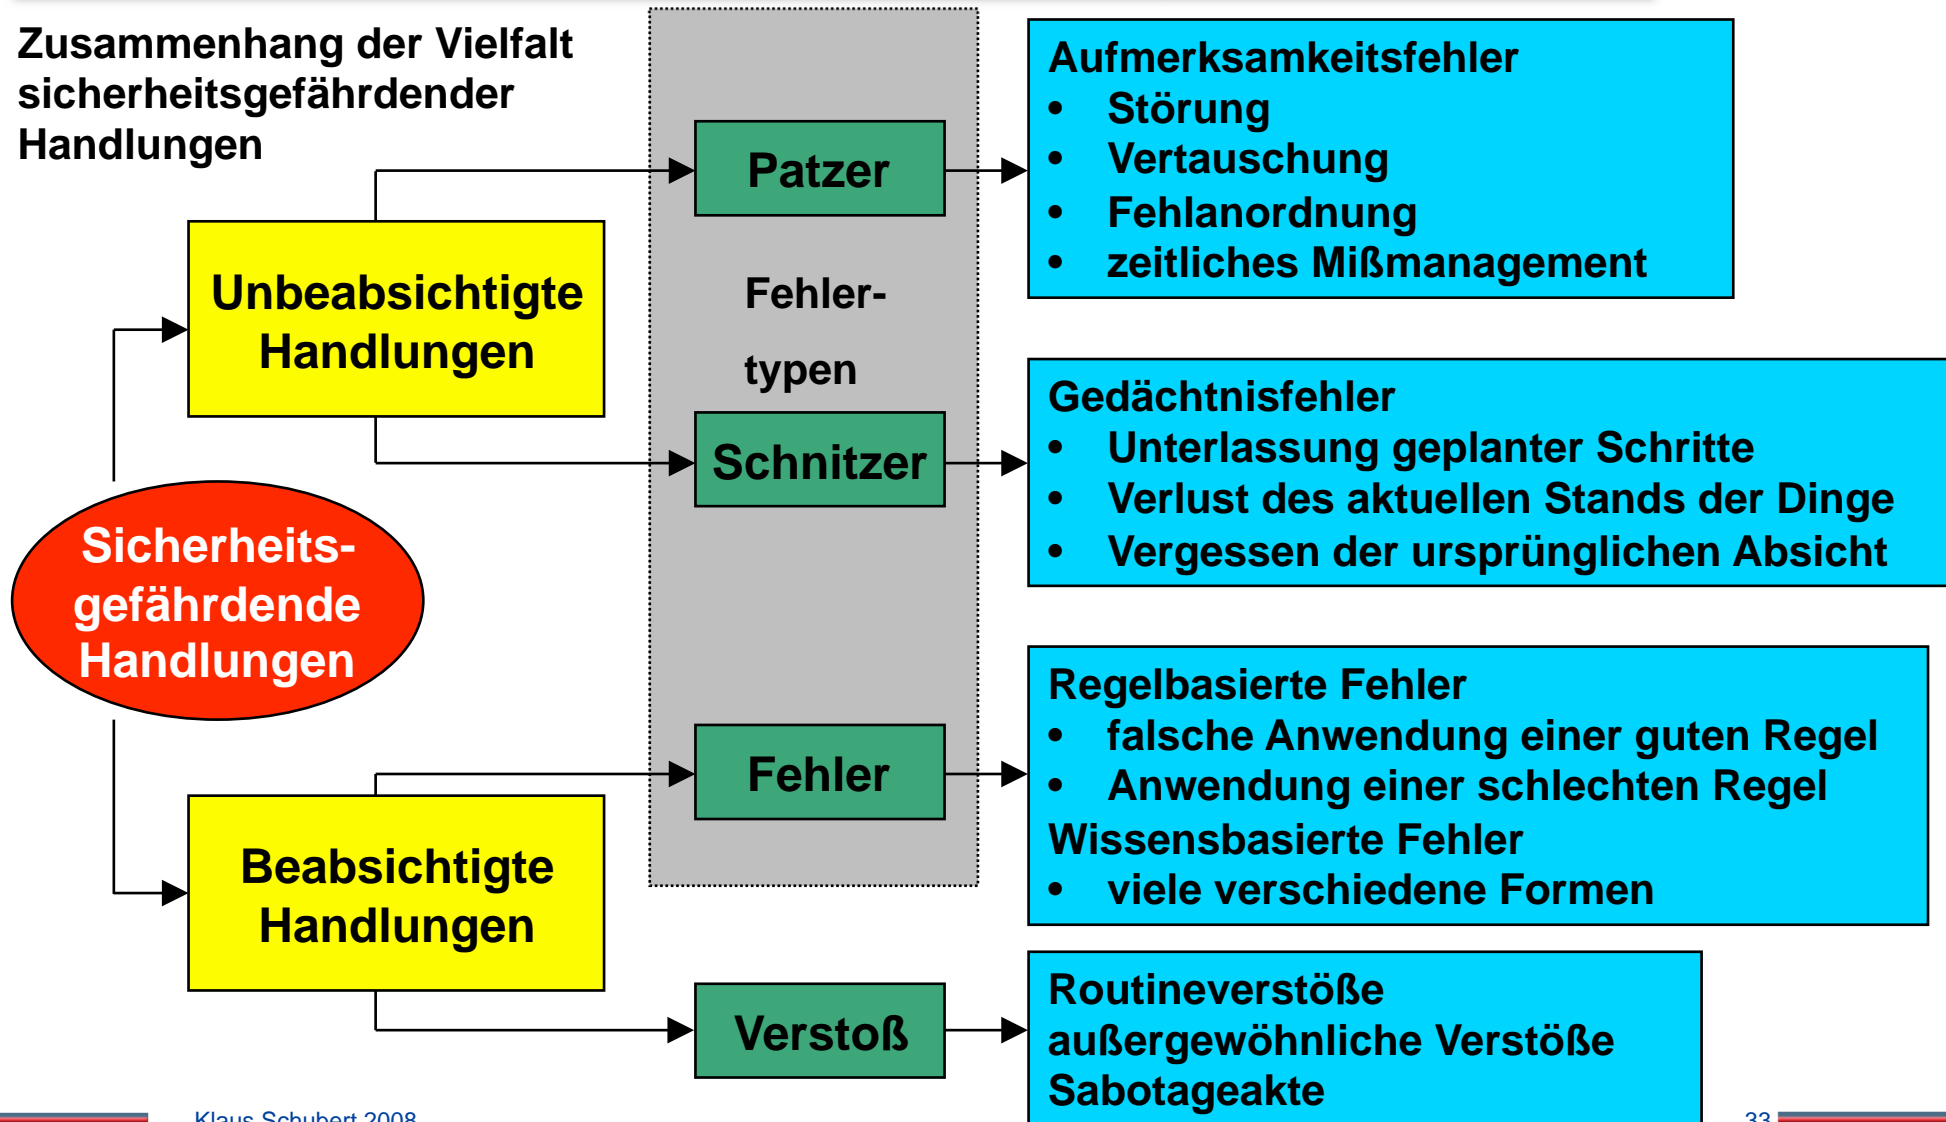 Zusammenhang der Vielfalt
sicherheitsgefährdender
Handlungen
Sicherheits-
gefährdende
Handlungen
Unbeabsichtigte
Handlungen
Beabsichtigte
Handlungen
Patzer
Fehler-
typen
Schnitzer
Fehler
Verstoß
Aufmerksamkeitsfehler
• Störung
• Vertauschung
• Fehlanordnung
• zeitliches Mißmanagement
Gedächtnisfehler
• Unterlassung geplanter Schritte
• Verlust des aktuellen Stands der Dinge
• Vergessen der ursprünglichen Absicht
Regelbasierte Fehler
• falsche Anwendung einer guten Regel
• Anwendung einer schlechten Regel
Wissensbasierte Fehler
• viele verschiedene Formen
Routineverstöße
außergewöhnliche Verstöße
Sabotageakte
Klaus Schubert 2008
33